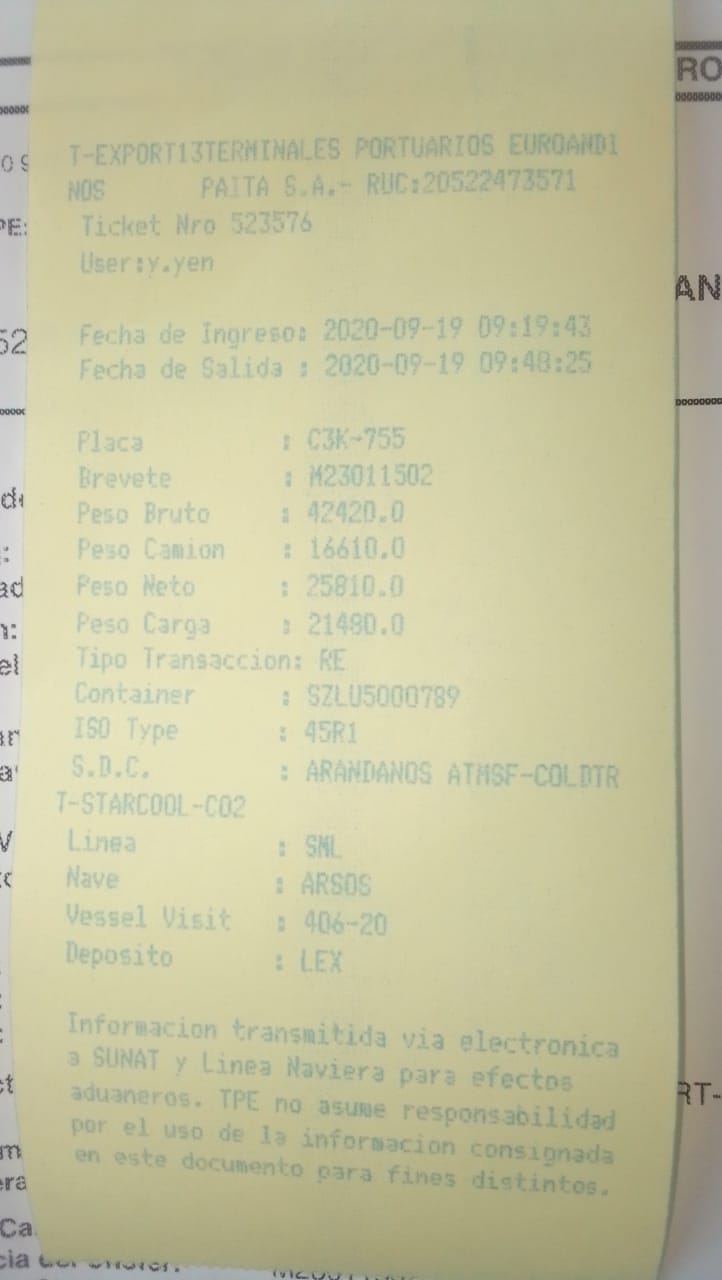 T-EXPORT13TERMINALES PORTUARIOS EUROANDI
NOS PAITA S.A.- RUC:20522473571
Ticket Nro 523576
User:y.yen
Fecha de Ingreso: 2020-09-19 09:19:43
Fecha de Salida : 2020-09-19 09:48:25
Placa : C3K-755
Brevete : M23011502
Peso Bruto : 42420.0
Peso Camion : 16610.0
Peso Neto : 25810.0
Peso Carga : 21480.0
Tipo Transaccion: RE
Container : SZLU5000789
ISO Type : 45R1
S.D.C. : ARANDANOS ATMSF-COLDTR
T-STARCOOL-CO2
Linea : SML
Nave : ARSOS
Vessel Visit : 406-20
Deposito : LEX
Informacion transmitida via electronica
a SUNAT y Linea Naviera para efectos
aduaneros. TPE no asume responsabilidad
por el uso de la informacion consignada
en este documento para fines distintos.
RO
AN
RT-